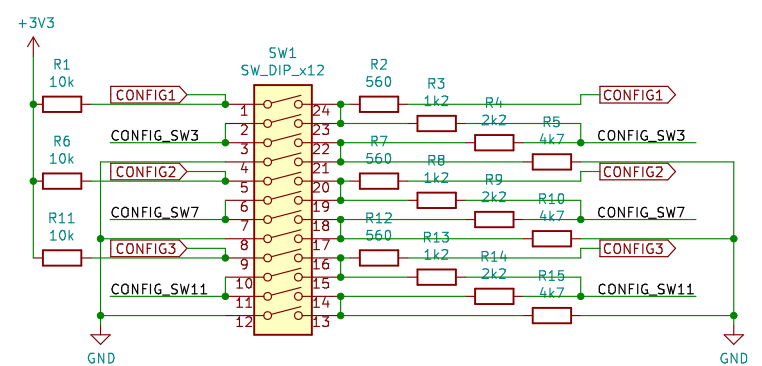 +3V3
SW1
SW_DIP_x12
R1
10k
R2
560
R3
1k2
R4
2k2
R5
4k7
CONFIG1
CONFIG1
1
24
2
23
CONFIG_SW3
CONFIG_SW3
3
22
R6
10k
R7
560
R8
1k2
R9
2k2
R10
4k7
4
21
CONFIG2
CONFIG2
5
20
6
19
CONFIG_SW7
CONFIG_SW7
7
18
R11
10k
R12
560
R13
1k2
R14
2k2
R15
4k7
8
17
CONFIG3
CONFIG3
9
16
10
15
CONFIG_SW11
CONFIG_SW11
11
14
12
13
GND
GND